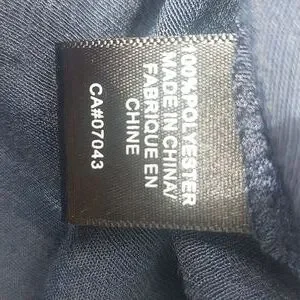 100% POLYESTER
MADE IN CHINA/
FABRIQUE EN
CHINE
CA#07043